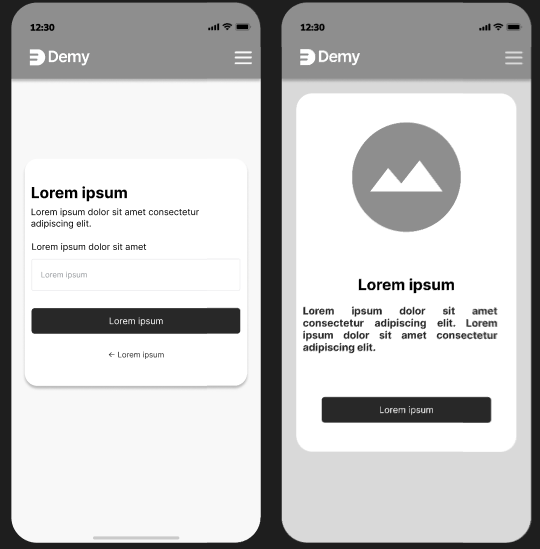 12:30
Demy
Lorem ipsum
Lorem ipsum dolor sit amet consectetur
adipiscing elit.
Lorem ipsum dolor sit amet
Lorem ipsum
Lorem ipsum
← Lorem ipsum
12:30
Demy
Lorem ipsum
Lorem ipsum dolor sit amet
consectetur adipiscing elit. Lorem
ipsum dolor sit amet consectetur
adipiscing elit.
Lorem ipsum